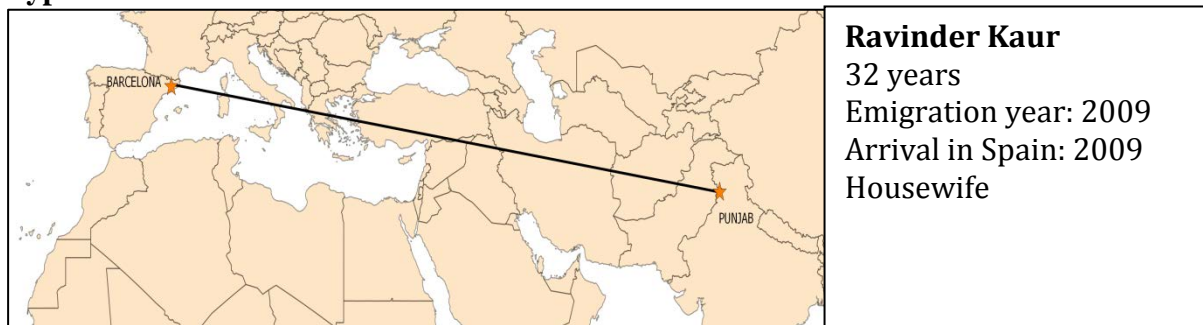 BARCELONA
PUNJAB
Ravinder Kaur
32 years
Emigration year: 2009
Arrival in Spain: 2009
Housewife